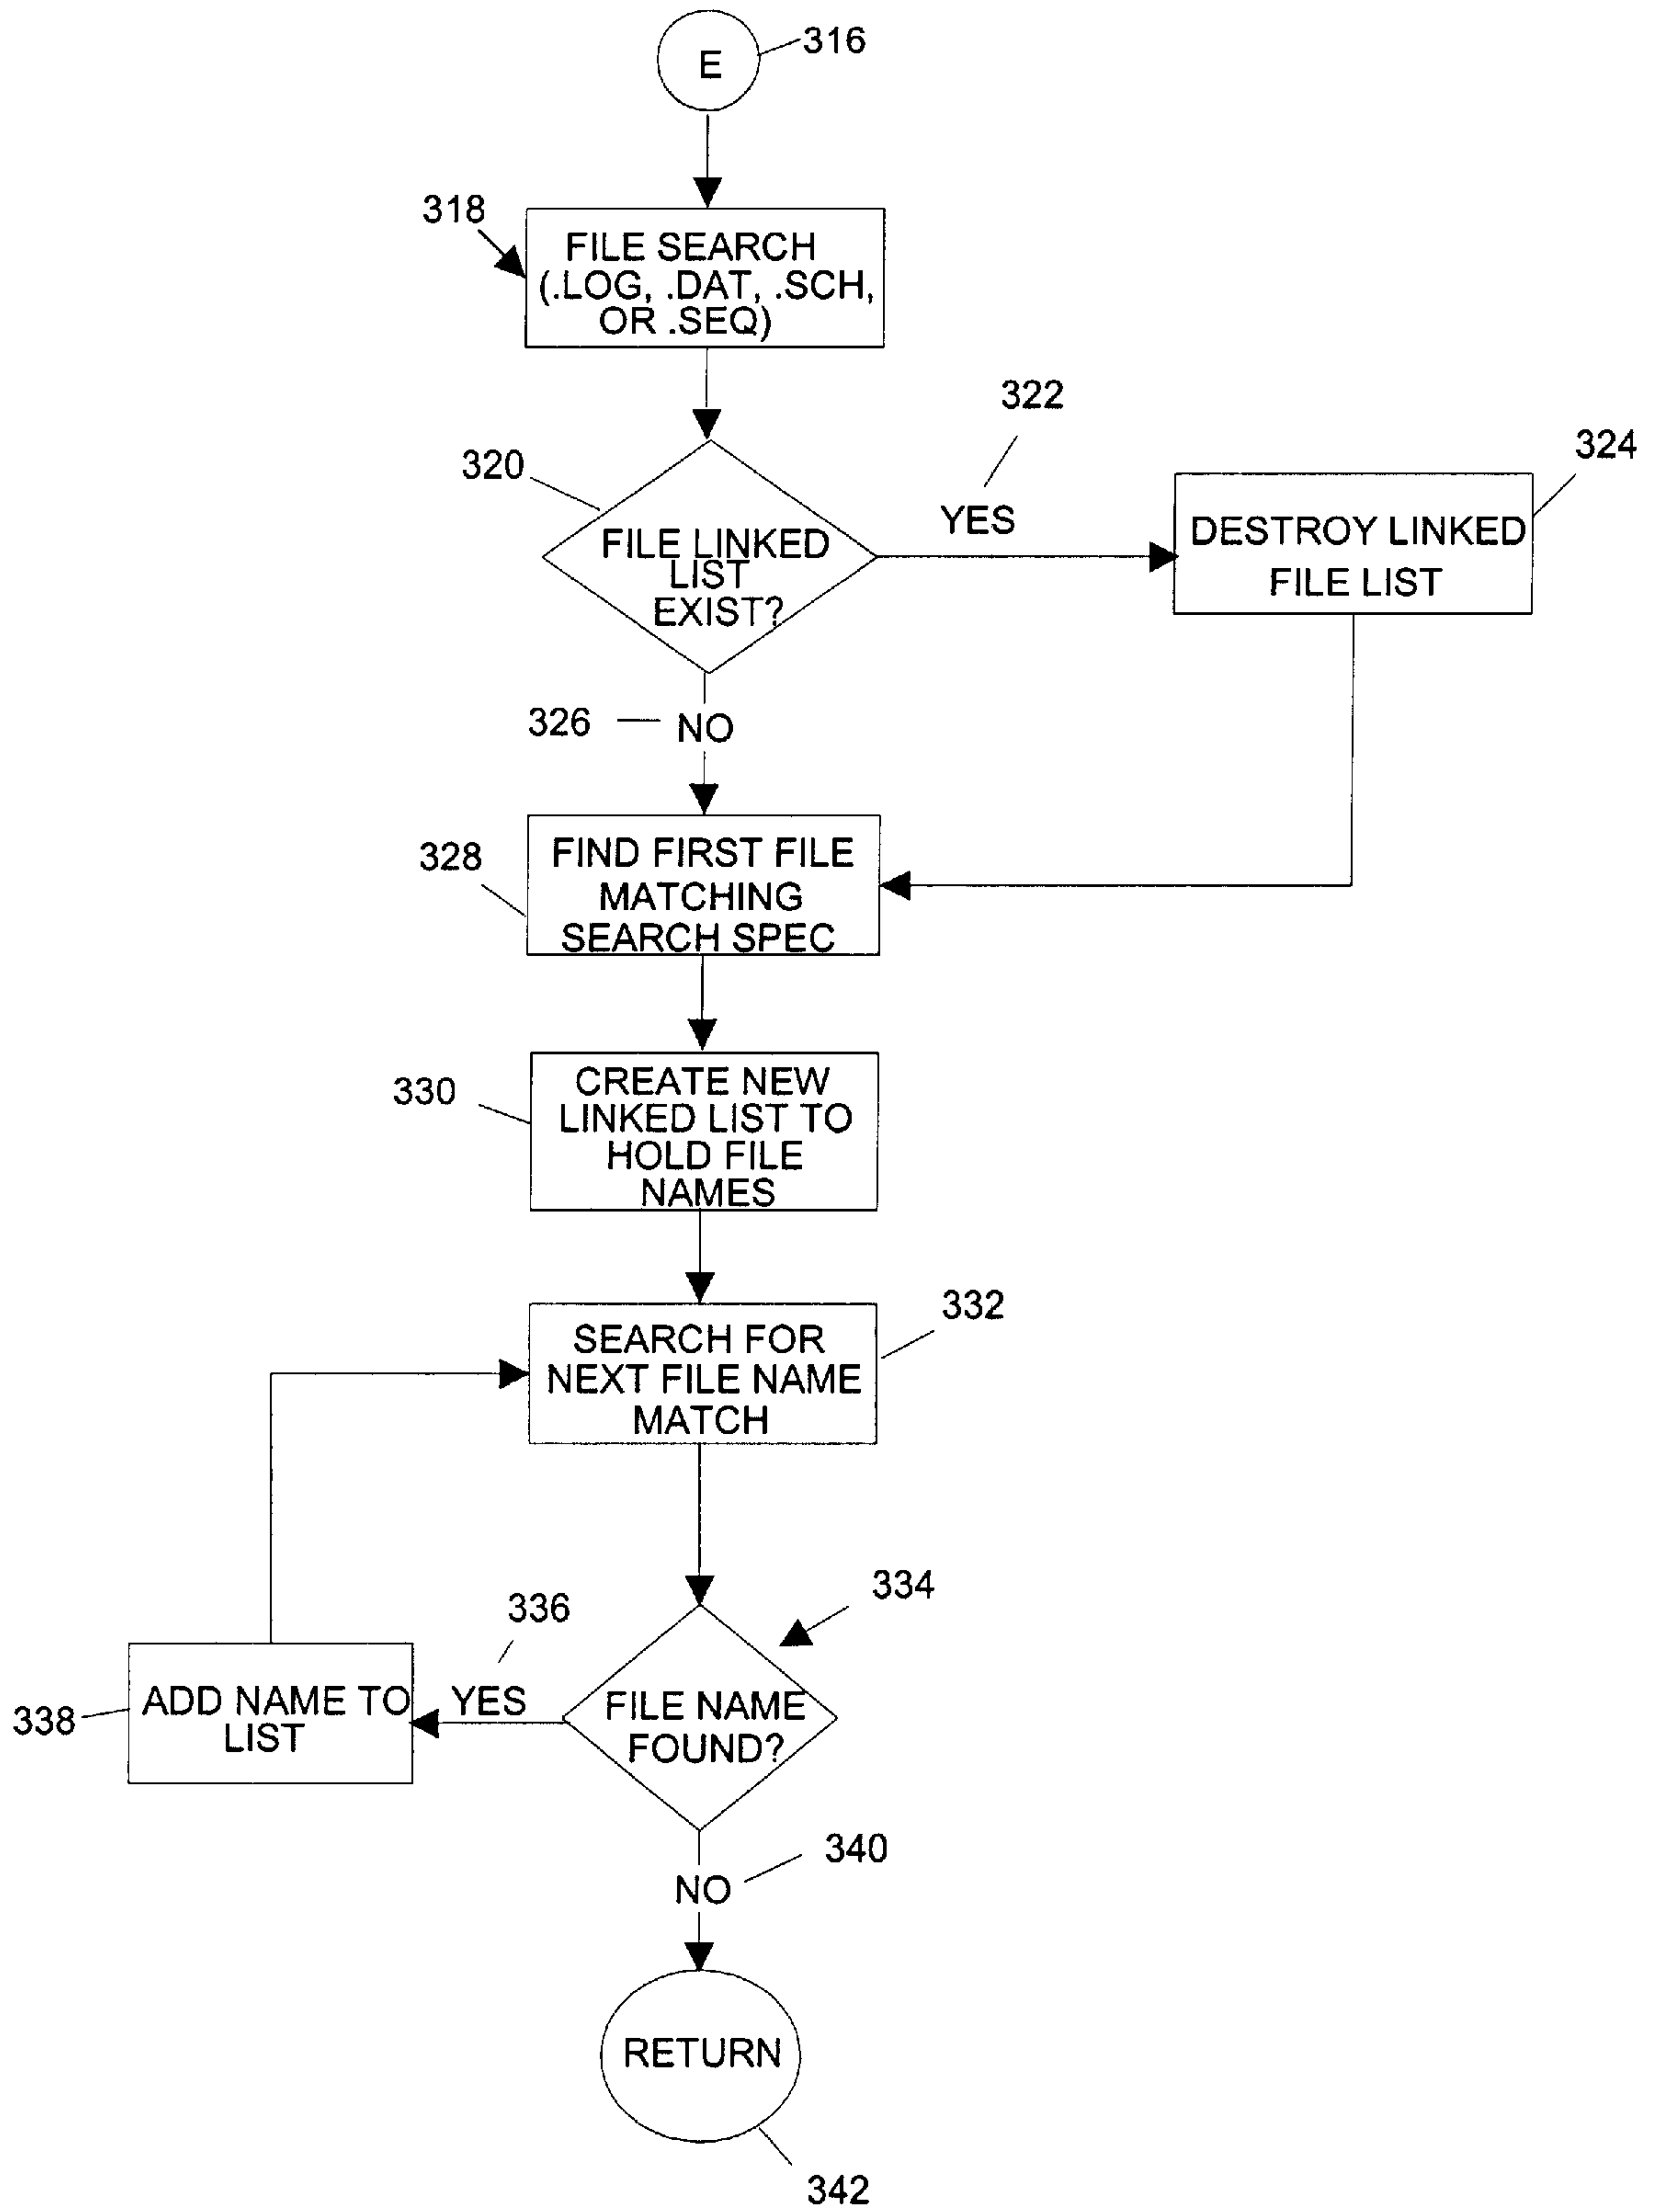 E
316
318
FILE SEARCH
(.LOG, .DAT, .SCH,
OR .SEQ)
322
320
324
YES
FILE LINKED
LIST
EXIST?
DESTROY LINKED
FILE LIST
326
NO
328
FIND FIRST FILE
MATCHING
SEARCH SPEC
330
CREATE NEW
LINKED LIST TO
HOLD FILE
NAMES
332
SEARCH FOR
NEXT FILE NAME
MATCH
334
336
338
ADD NAME TO
LIST
YES
FILE NAME
FOUND?
340
NO
RETURN
342